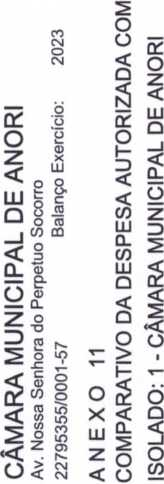 CÂMARA MUNICIPAL DE ANORI
Av. Nossa Senhora do Perpetuo Socorro
22795355/0001-57 Balanço Exercício: 2023
A N E X O 11
COMPARATIVO DA DESPESA AUTORIZADA COM
ISOLADO: 1 - CÂMARA MUNICIPAL DE ANORI